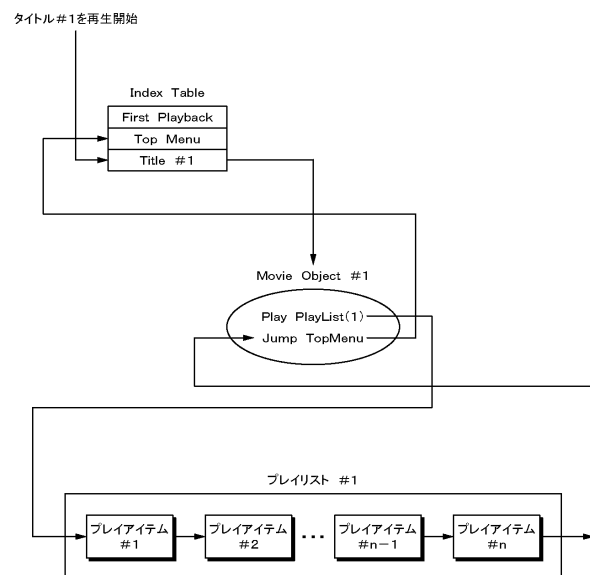 タイトル＃１を再生開始
Index Table
First Playback
Top Menu
Title #1
Movie Object #1
Play PlayList(1)
Jump TopMenu
プレイリスト #1
プレイアイテム
#1
プレイアイテム
#2
・・・
プレイアイテム
#n−1
プレイアイテム
#n